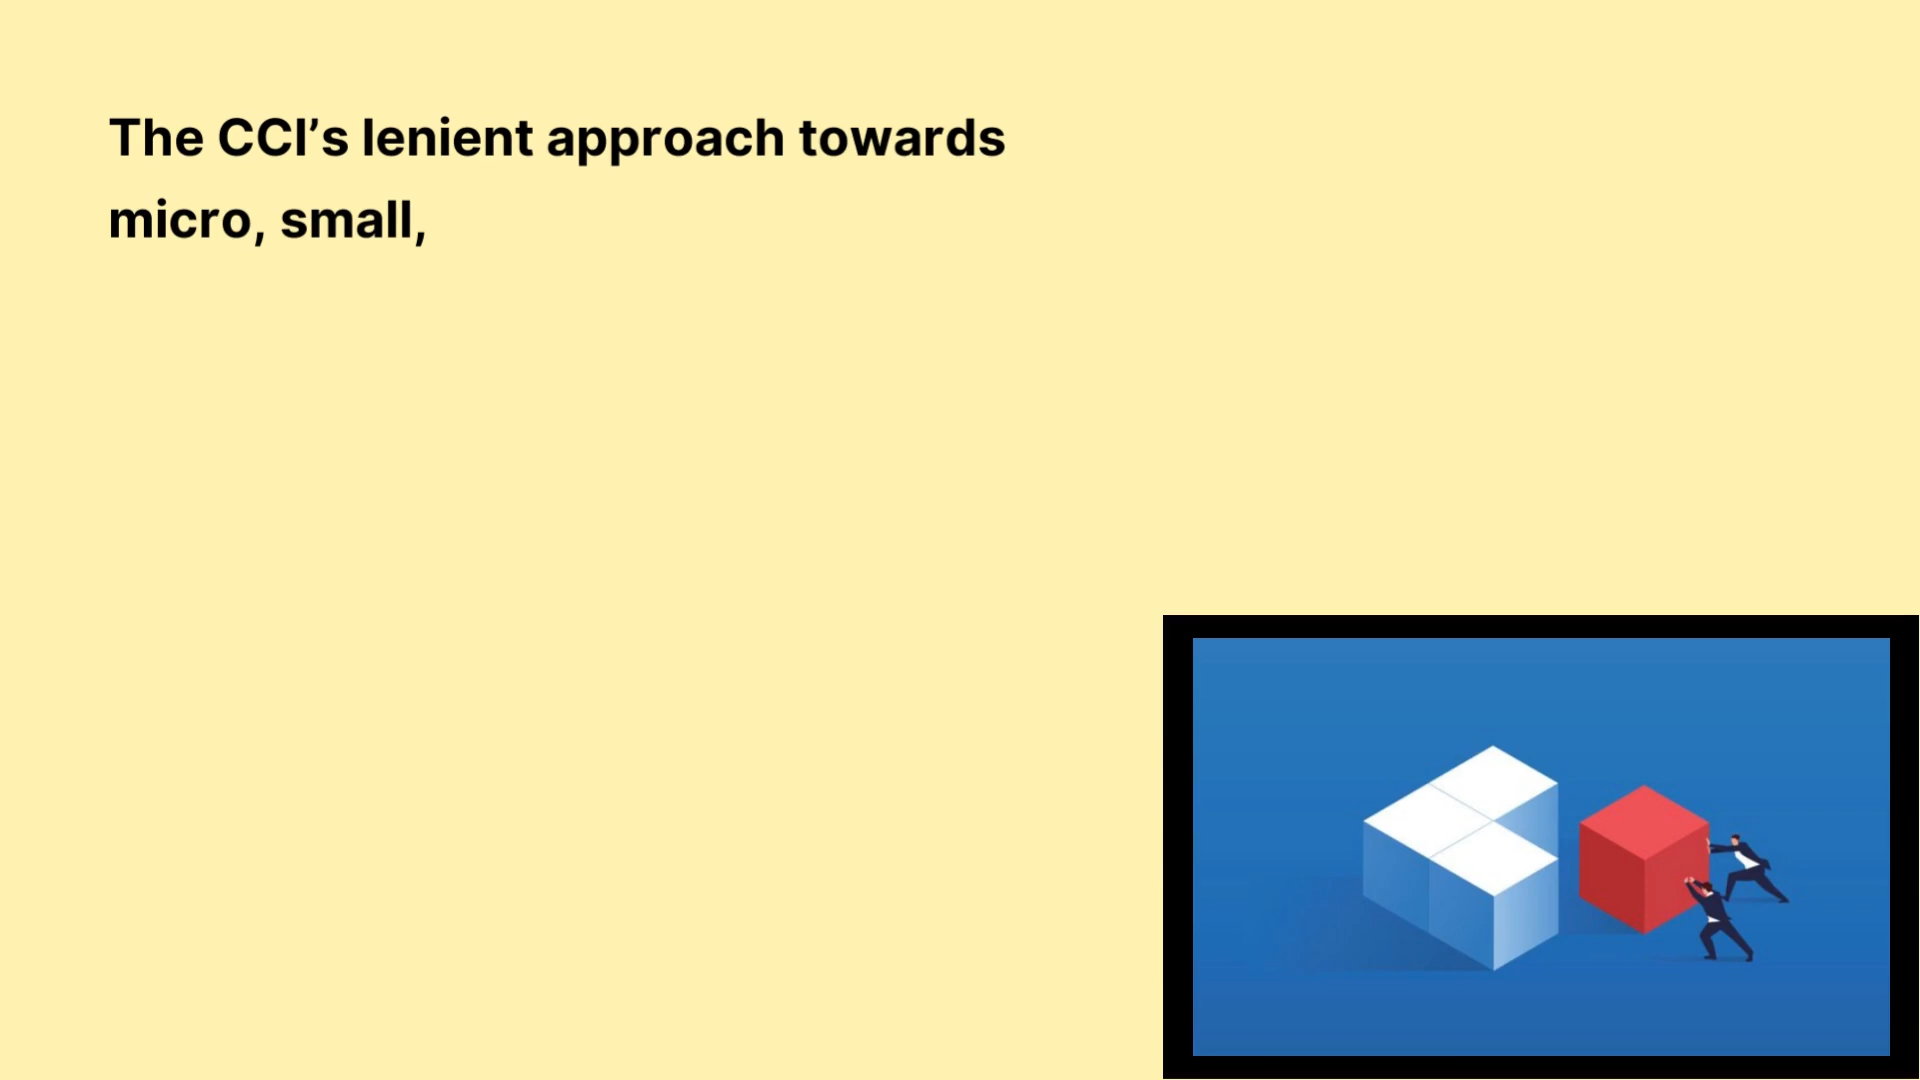 The CCI’s lenient approach towards
micro, small,